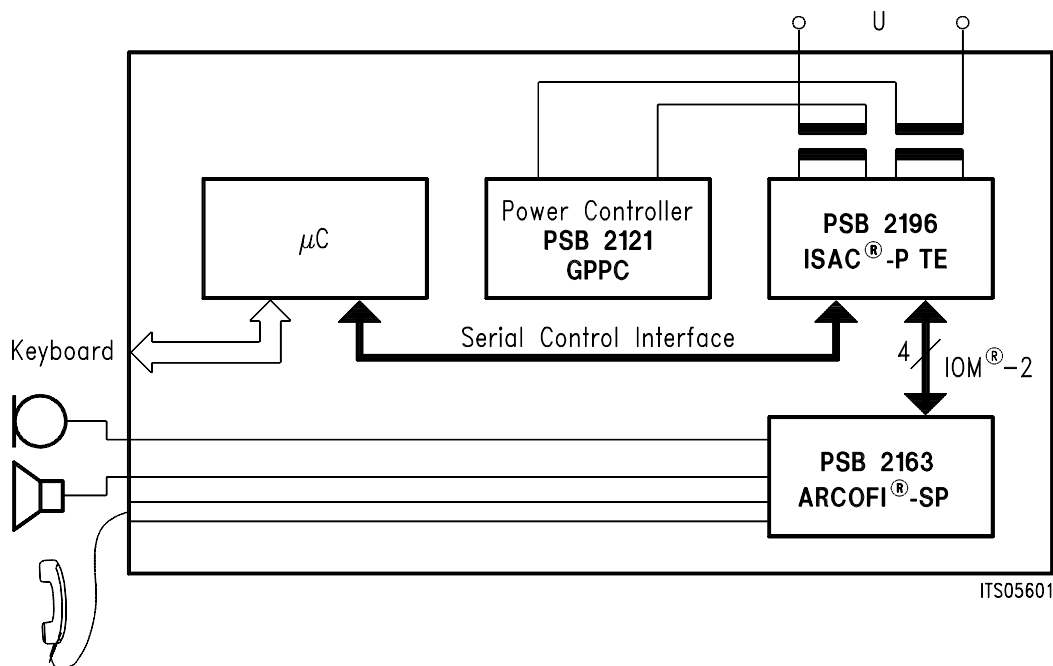 U
μC
Power Controller
PSB 2121
GPPC
PSB 2196
ISAC®-P TE
Serial Control Interface
4
IOM®-2
Keyboard
PSB 2163
ARCOFI®-SP
ITS05601